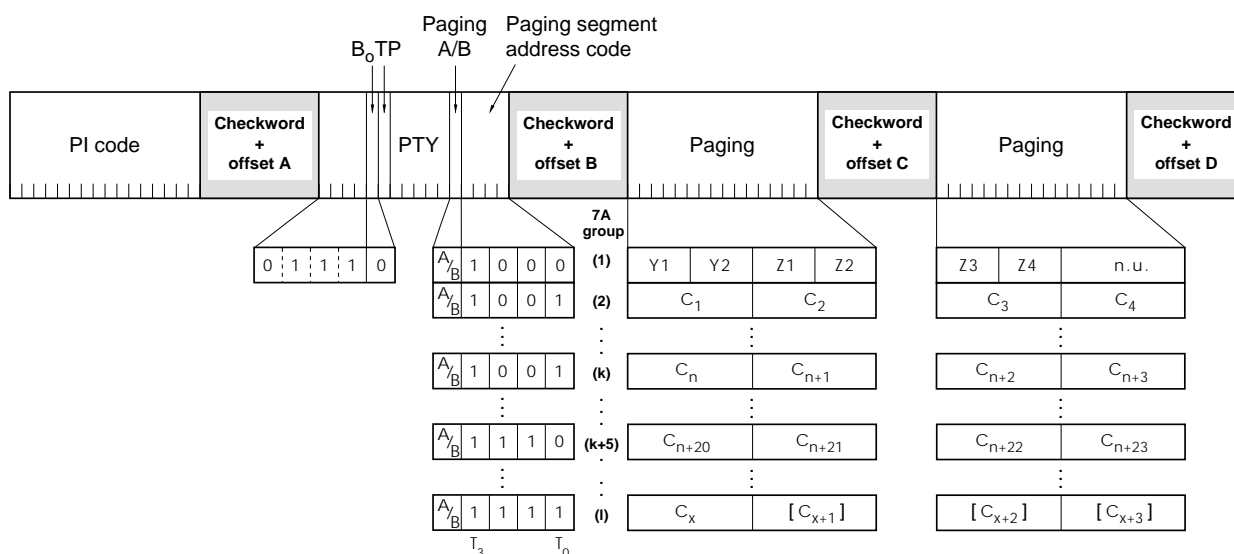 Paging Paging segment
BoTP A/B address code
PI code Checkword + offset A PTY Checkword + offset B Paging Checkword + offset C Paging Checkword + offset D
7A group
0 1 1 1 0 A/B 1 0 0 0 (1) Y1 Y2 Z1 Z2 Z3 Z4 n.u.
A/B 1 0 0 1 (2) C1 C2 C3 C4
A/B 1 0 0 1 (k) Cn Cn+1 Cn+2 Cn+3
A/B 1 1 1 0 (k+5) Cn+20 Cn+21 Cn+22 Cn+23
A/B 1 1 1 1 (l) Cx [Cx+1] [Cx+2] [Cx+3]
T3 T0